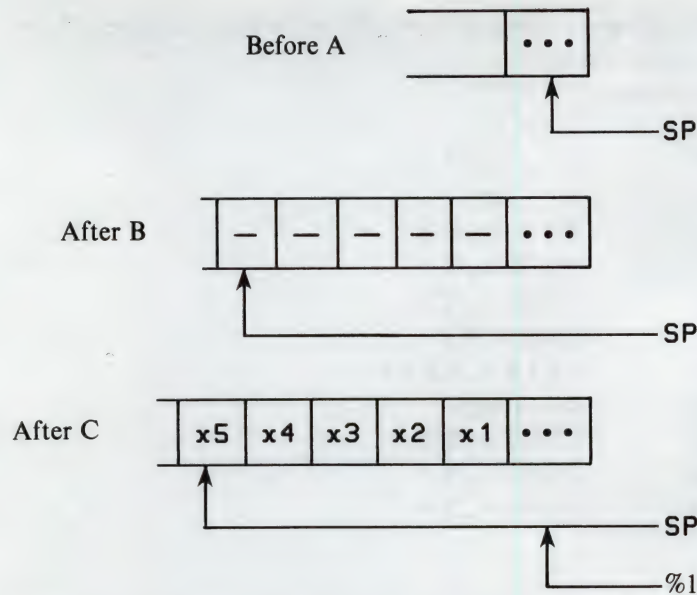 Before A
• • •
SP
After B
— — — — — • • •
SP
After C
x5 x4 x3 x2 x1 • • •
SP
%1